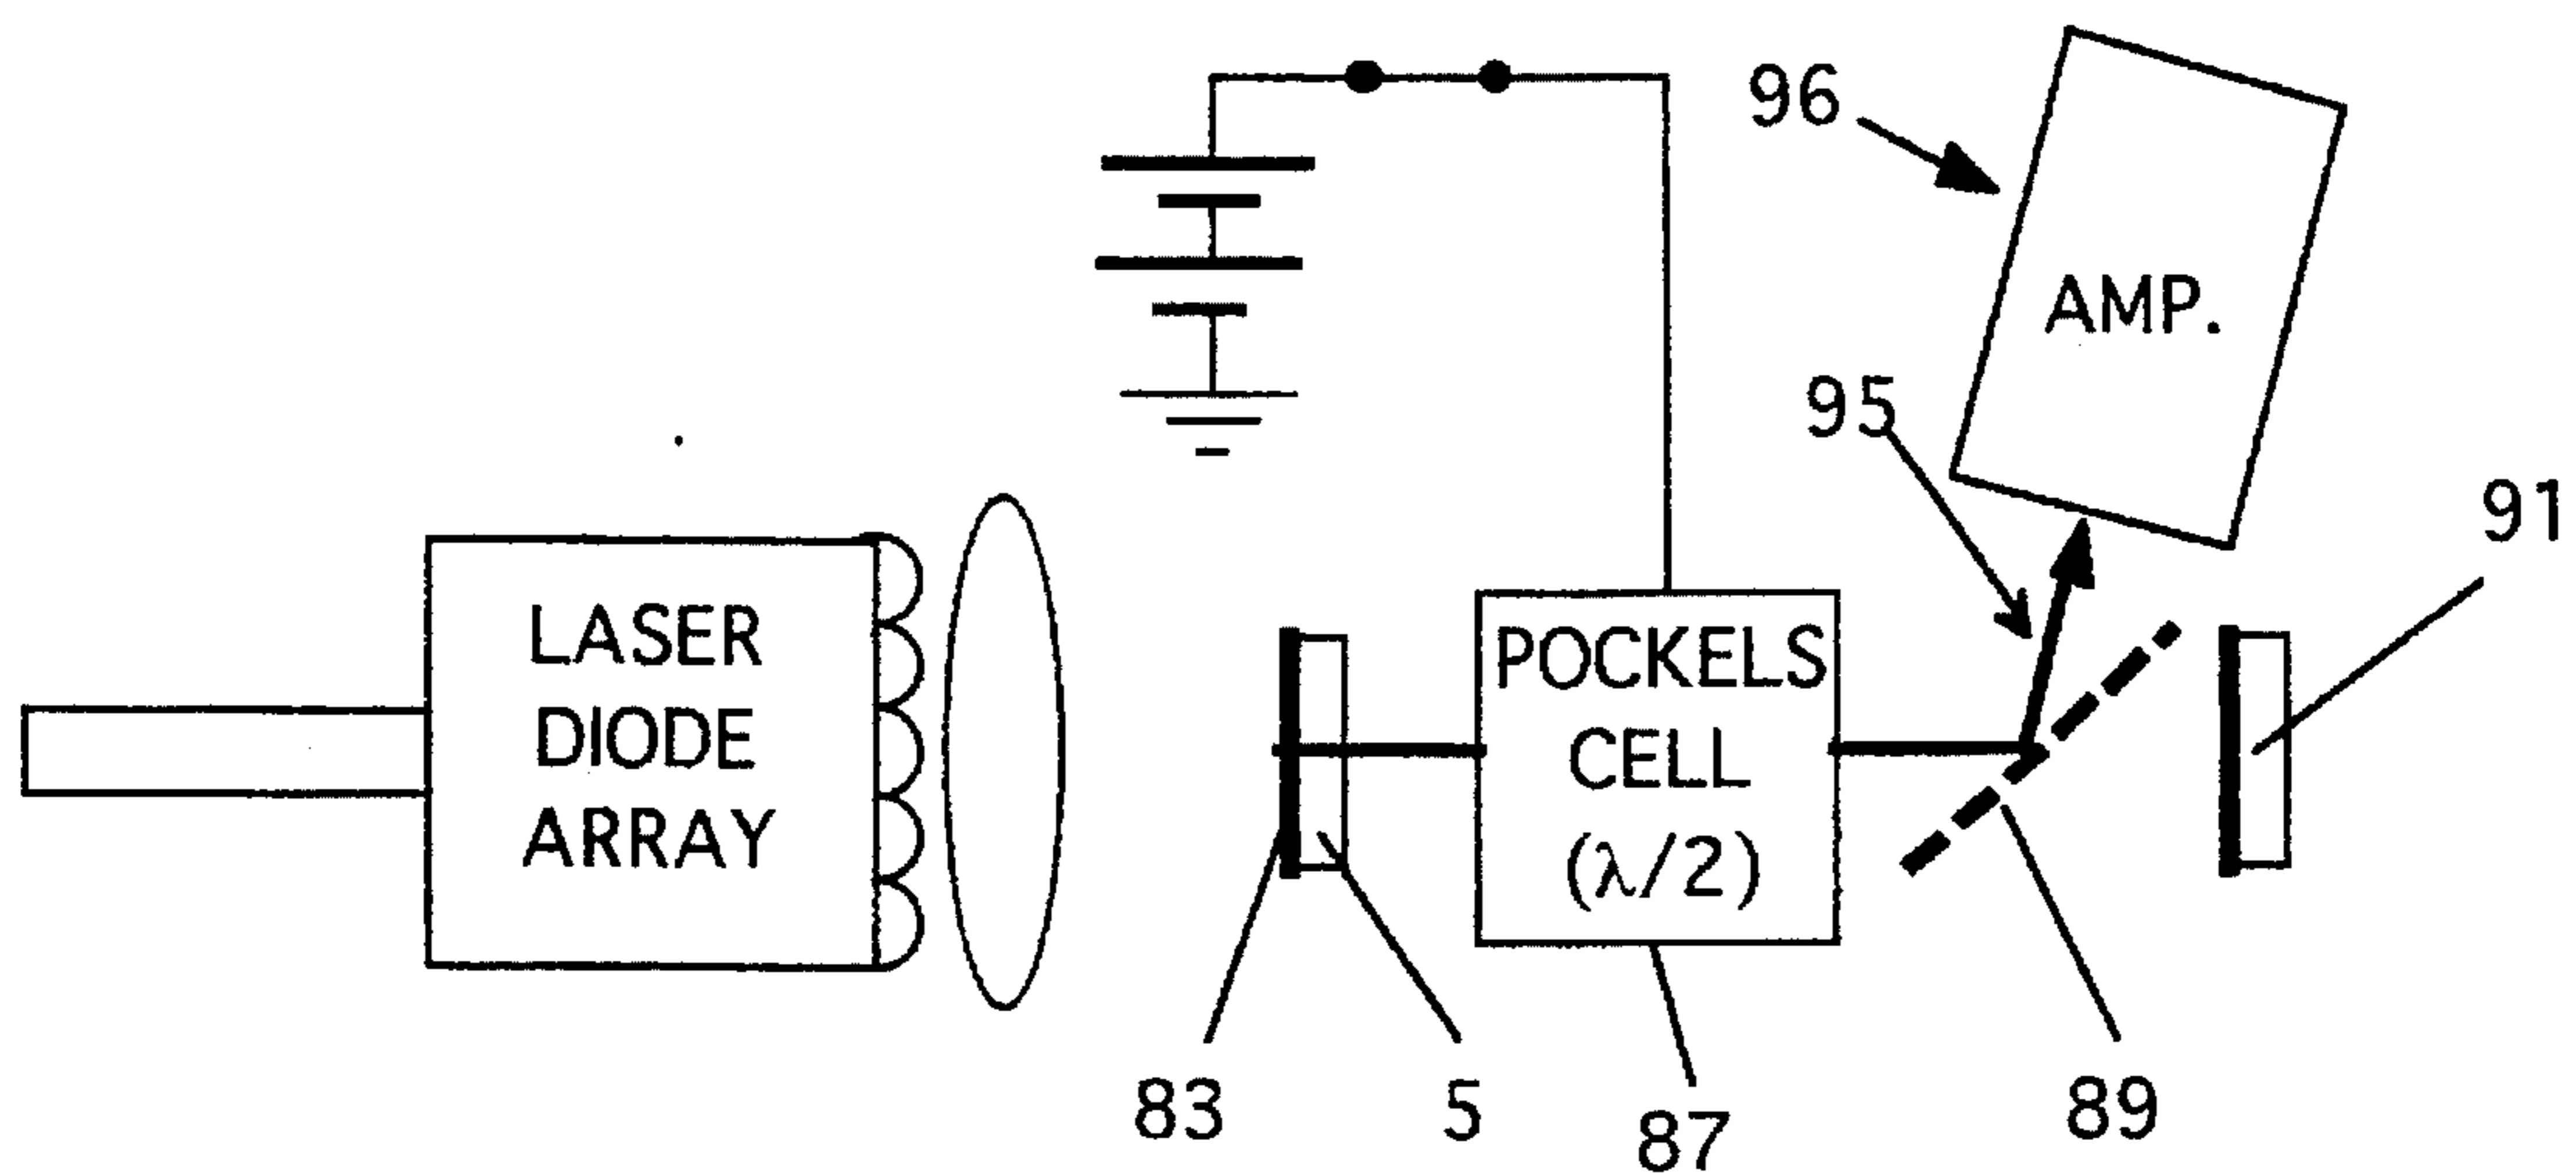 96
AMP.
95
91
LASER
DIODE
ARRAY
POCKELS
CELL
(λ/2)
83
5
87
89